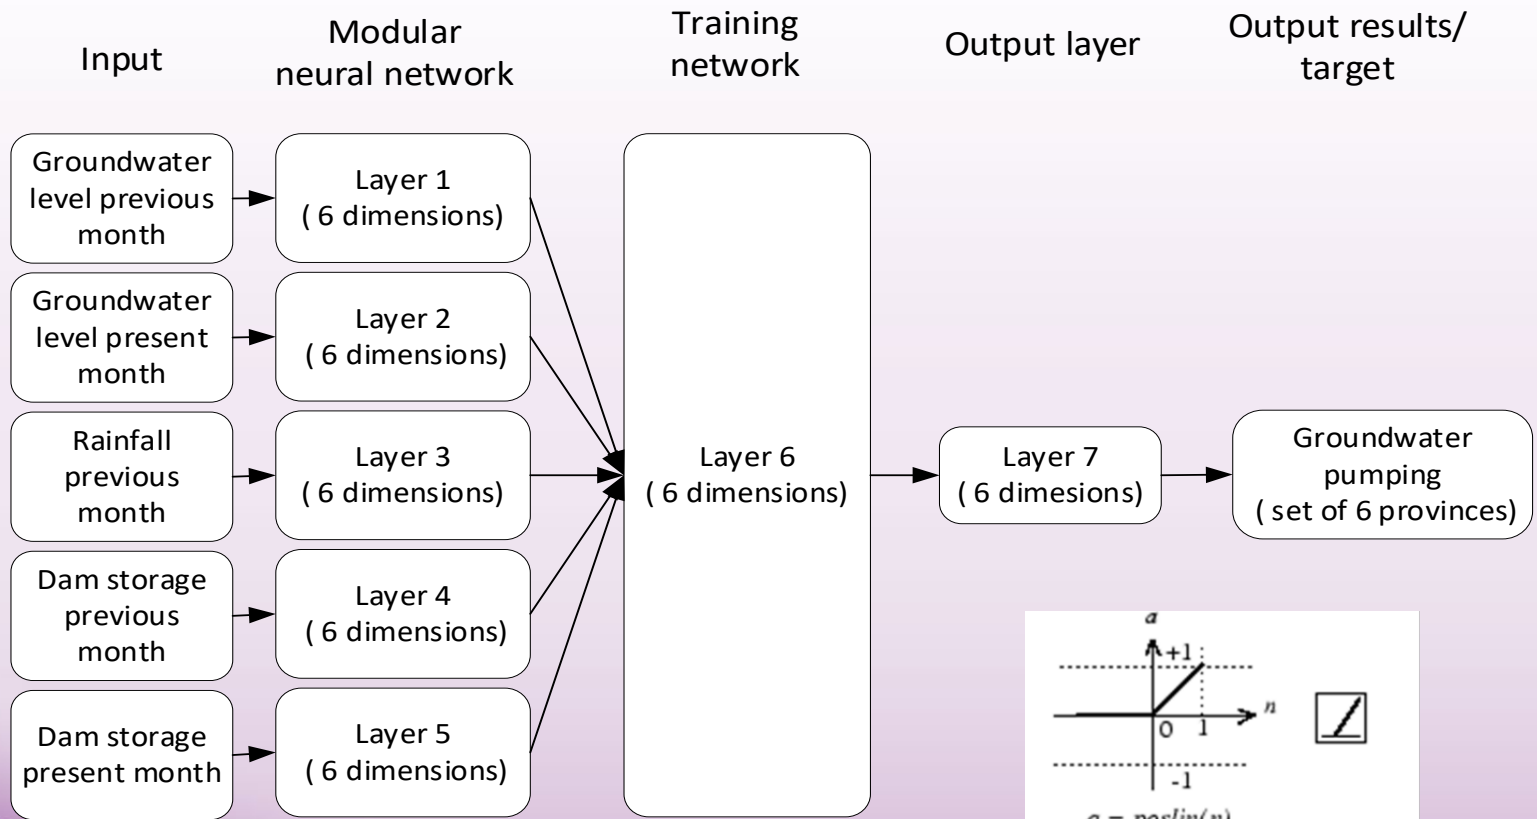 Input
Modular
neural network
Training
network
Output layer
Output results/
target
Groundwater
level previous
month
Layer 1
( 6 dimensions)
Groundwater
level present
month
Layer 2
( 6 dimensions)
Rainfall
previous
month
Layer 3
( 6 dimensions)
Dam storage
previous
month
Layer 4
( 6 dimensions)
Dam storage
present month
Layer 5
( 6 dimensions)
Layer 6
( 6 dimensions)
Layer 7
( 6 dimesions)
Groundwater
pumping
( set of 6 provinces)
a
+1
n
0 1
-1
a = poslin(n)